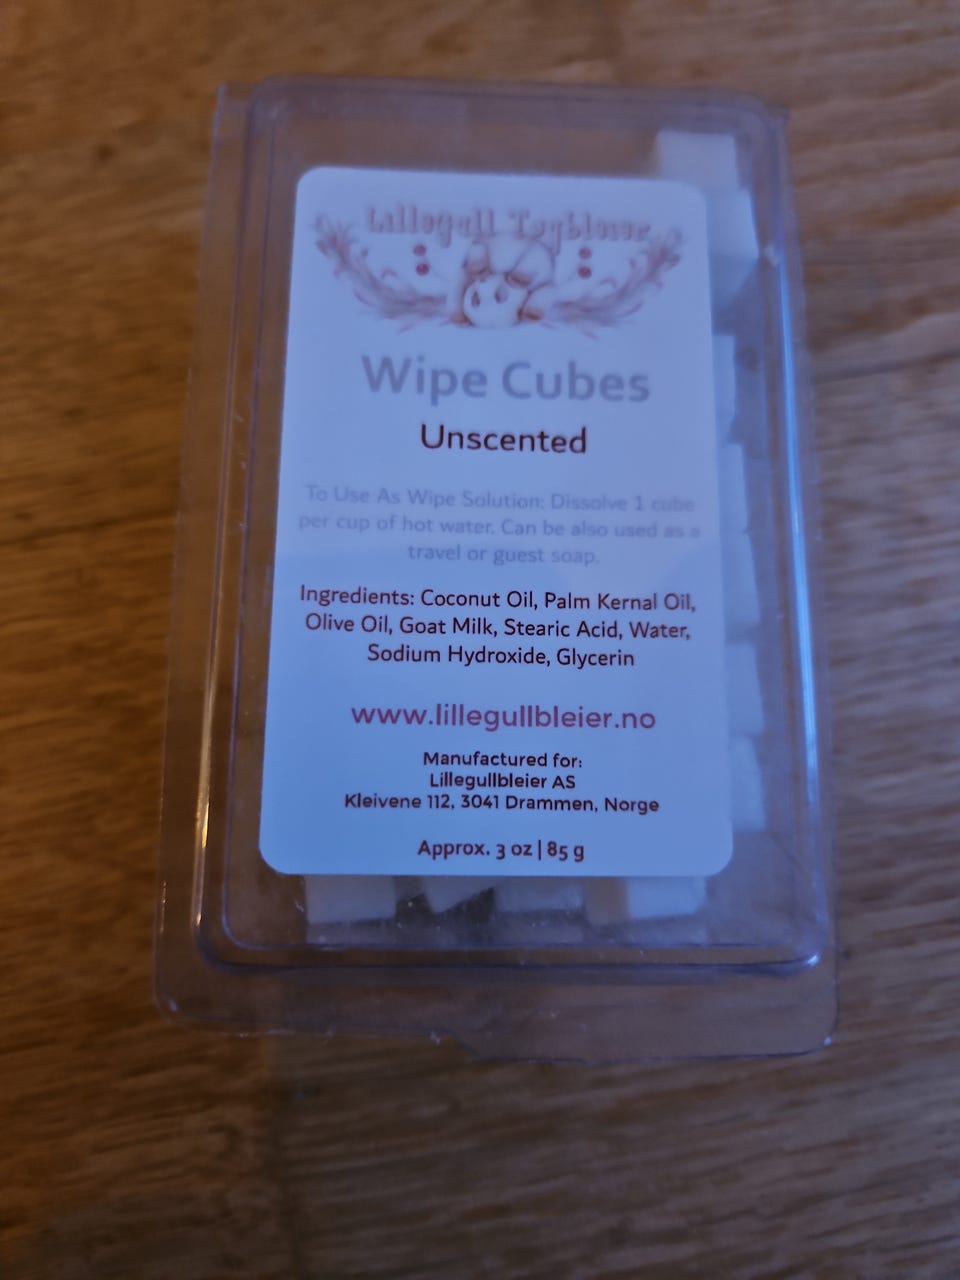 Lillegull Tøybleier
Wipe Cubes
Unscented
To Use As Wipe Solution: Dissolve 1 cube
per cup of hot water. Can be also used as a
travel or guest soap.
Ingredients: Coconut Oil, Palm Kernal Oil,
Olive Oil, Goat Milk, Stearic Acid, Water,
Sodium Hydroxide, Glycerin
www.lillegullbleier.no
Manufactured for:
Lillegullbleier AS
Kleivene 112, 3041 Drammen, Norge
Approx. 3 oz | 85 g